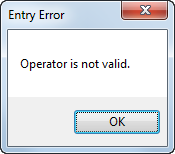 Entry Error
Operator is not valid.
OK